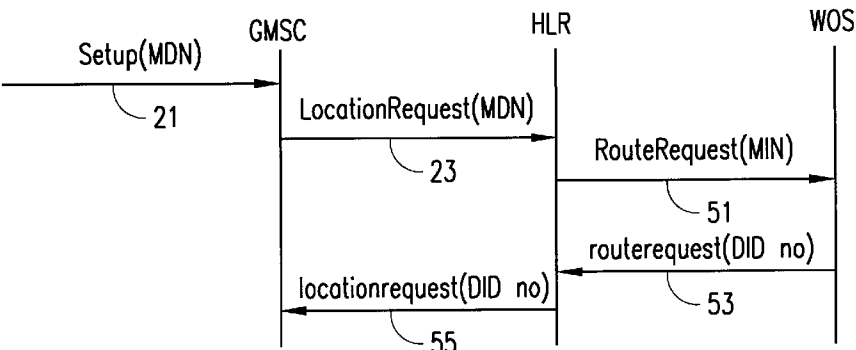 GMSC
HLR
WOS
Setup(MDN)
21
LocationRequest(MDN)
23
RouteRequest(MIN)
51
routerequest(DID no)
53
locationrequest(DID no)
55